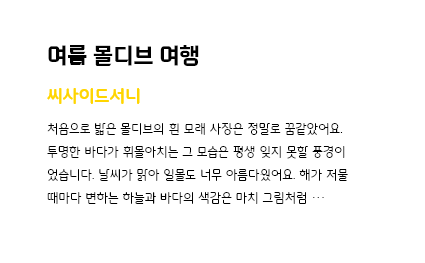 여름 몰디브 여행
씨사이드서니
처음으로 밟은 몰디브의 흰 모래 사장은 정말로 꿈같았어요.
투명한 바다가 휘몰아치는 그 모습은 평생 잊지 못할 풍경이
었습니다. 날씨가 맑아 일몰도 너무 아름다웠어요. 해가 저물
때마다 변하는 하늘과 바다의 색감은 마치 그림처럼 ···